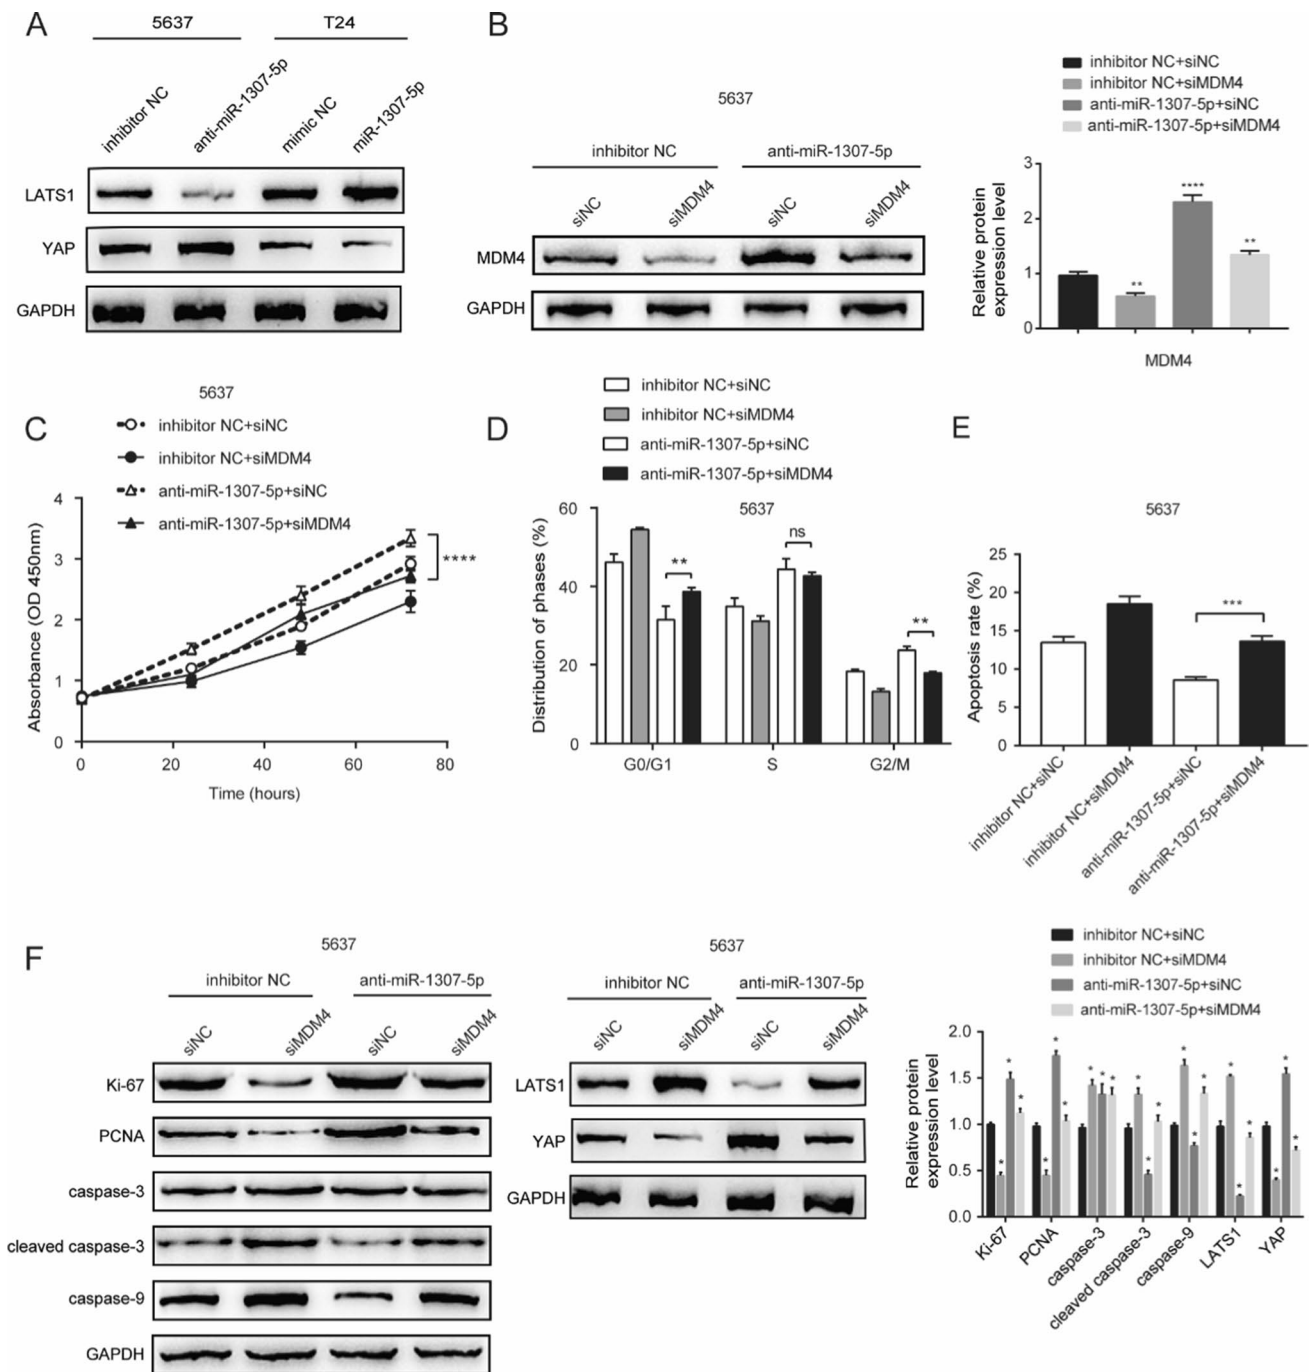 A
5637
T24
inhibitor NC
anti-miR-1307-5p
mimic NC
miR-1307-5p
LATS1
YAP
GAPDH
B
5637
inhibitor NC
anti-miR-1307-5p
siNC
siMDM4
siNC
siMDM4
MDM4
GAPDH
inhibitor NC+siNC
inhibitor NC+siMDM4
anti-miR-1307-5p+siNC
anti-miR-1307-5p+siMDM4
Relative protein
expression level
3
2
1
0
**
****
**
MDM4
C
5637
inhibitor NC+siNC
inhibitor NC+siMDM4
anti-miR-1307-5p+siNC
anti-miR-1307-5p+siMDM4
Absorbance (OD 450nm)
4
3
2
1
0
****
0
20
40
60
80
Time (hours)
D
inhibitor NC+siNC
inhibitor NC+siMDM4
anti-miR-1307-5p+siNC
anti-miR-1307-5p+siMDM4
5637
Distribution of phases (%)
60
40
20
0
**
ns
**
G0/G1
S
G2/M
E
5637
Apoptosis rate (%)
25
20
15
10
5
0
***
inhibitor NC+siNC
inhibitor NC+siMDM4
anti-miR-1307-5p+siNC
anti-miR-1307-5p+siMDM4
F
5637
inhibitor NC
anti-miR-1307-5p
siNC
siMDM4
siNC
siMDM4
Ki-67
PCNA
caspase-3
cleaved caspase-3
caspase-9
GAPDH
5637
inhibitor NC
anti-miR-1307-5p
siNC
siMDM4
siNC
siMDM4
LATS1
YAP
GAPDH
inhibitor NC+siNC
inhibitor NC+siMDM4
anti-miR-1307-5p+siNC
anti-miR-1307-5p+siMDM4
Relative protein
expression level
2.0
1.5
1.0
0.5
0.0
* * *
* * *
* * *
* * *
* * *
* * *
* * *
Ki-67
PCNA
caspase-3
cleaved caspase-3
caspase-9
LATS1
YAP